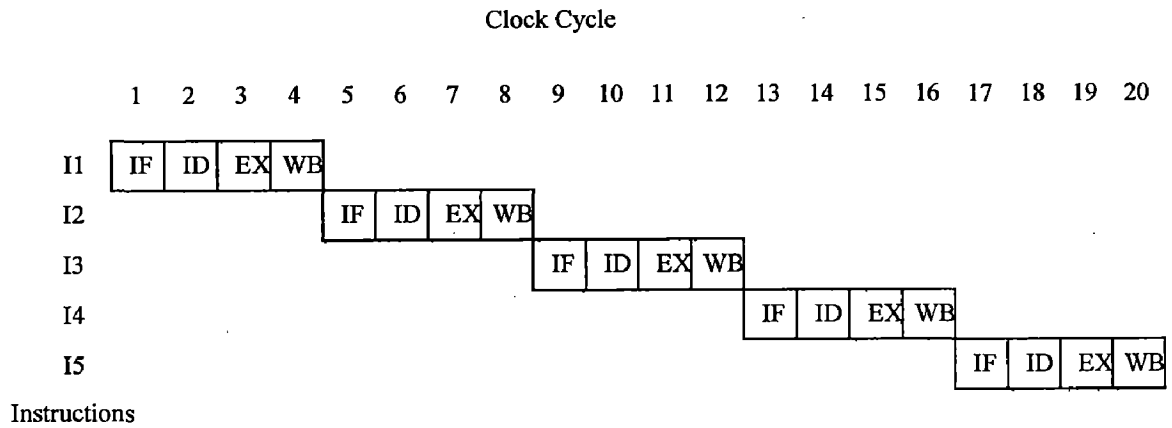 Clock Cycle
1 2 3 4 5 6 7 8 9 10 11 12 13 14 15 16 17 18 19 20
I1 IF ID EX WB
I2 IF ID EX WB
I3 IF ID EX WB
I4 IF ID EX WB
I5 IF ID EX WB
Instructions